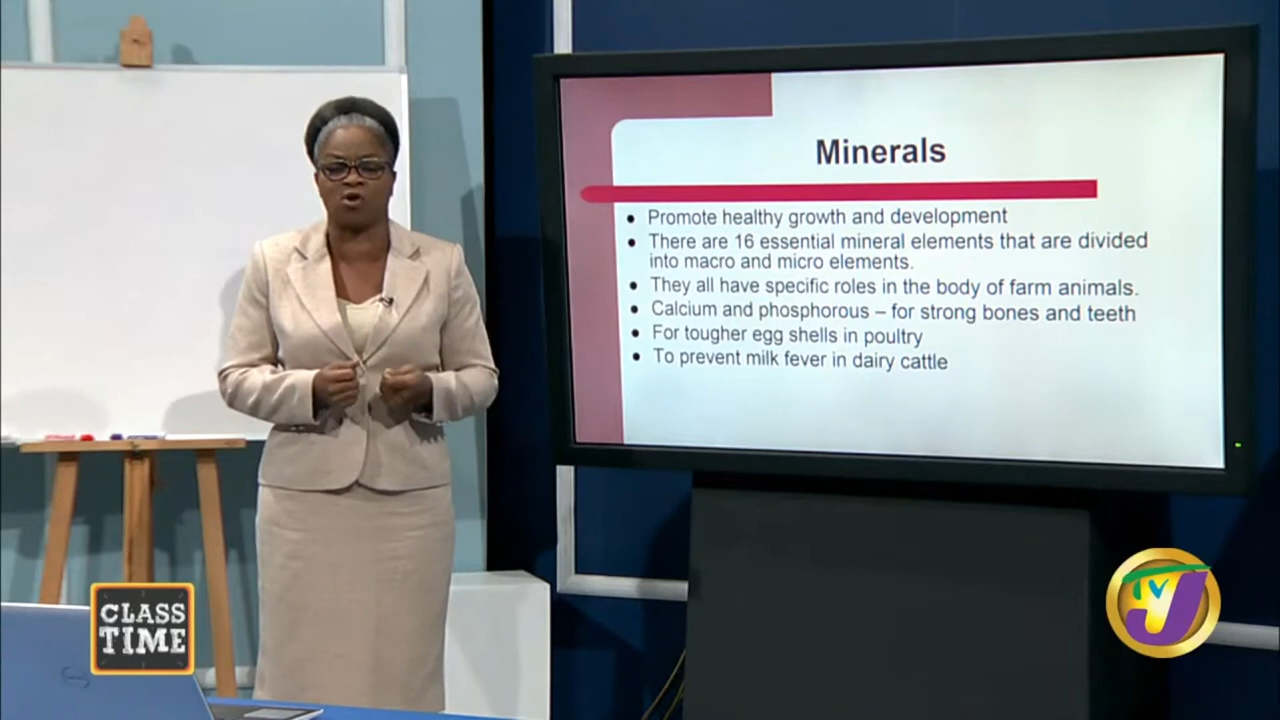 Minerals
• Promote healthy growth and development
• There are 16 essential mineral elements that are divided
into macro and micro elements.
• They all have specific roles in the body of farm animals.
• Calcium and phosphorous – for strong bones and teeth
• For tougher egg shells in poultry
• To prevent milk fever in dairy cattle
CLASS
TIME
TVJ